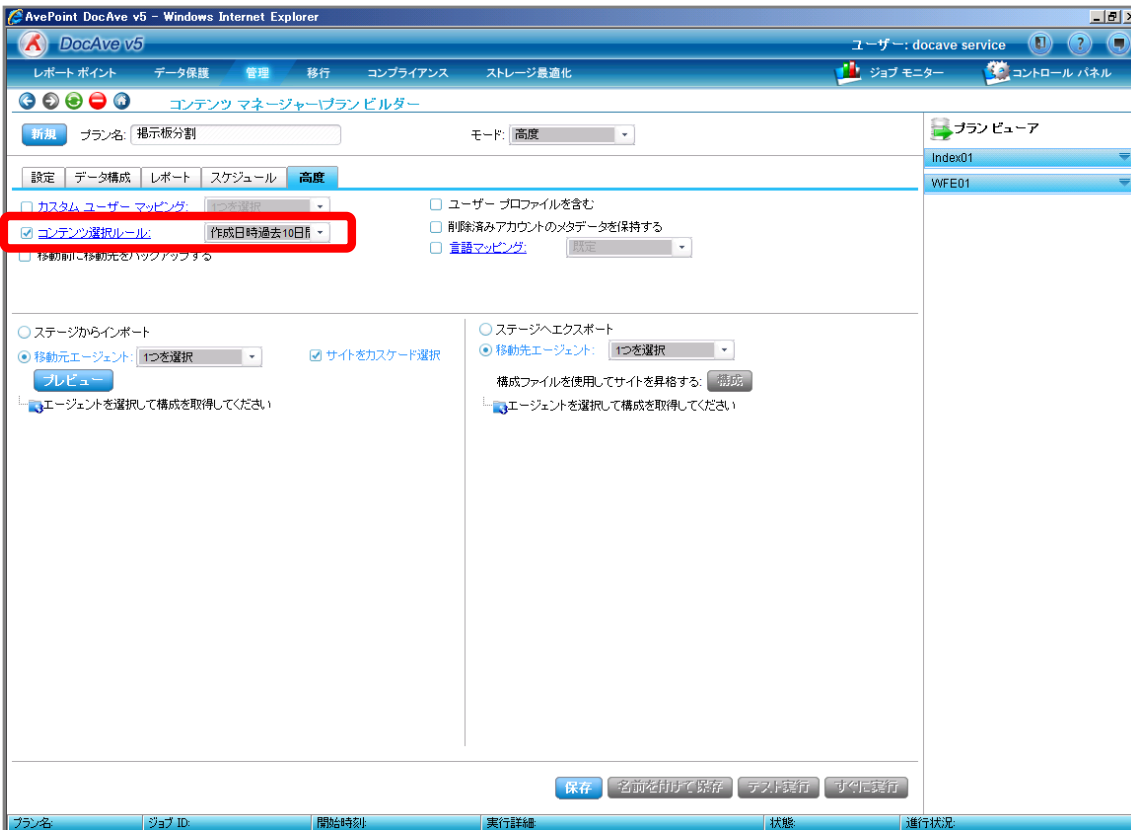 AvePoint DocAve v5 - Windows Internet Explorer
DocAve v5
ユーザー: docave service
レポート ポイント データ保護 管理 移行 コンプライアンス ストレージ最適化 ジョブ モニター コントロール パネル
コンテンツ マネージャー\プラン ビルダー
新規 プラン名: 掲示板分割 モード: 高度
プラン ビューア
Index01
WFE01
設定 データ構成 レポート スケジュール 高度
カスタム ユーザー マッピング: 1つを選択 ユーザー プロファイルを含む
コンテンツ選択ルール: 作成日時過去10日 削除済みアカウントのメタデータを保持する
移動前に移動先をバックアップする 言語マッピング: 既定
ステージからインポート ステージへエクスポート
移動元エージェント: 1つを選択 サイトをカスケード選択 移動先エージェント: 1つを選択
プレビュー 構成ファイルを使用してサイトを昇格する: 構成
エージェントを選択して構成を取得してください エージェントを選択して構成を取得してください
保存 名前を付けて保存 テスト実行 すぐに実行
プラン名: ジョブ ID: 開始時刻: 実行詳細: 状態: 進行状況: